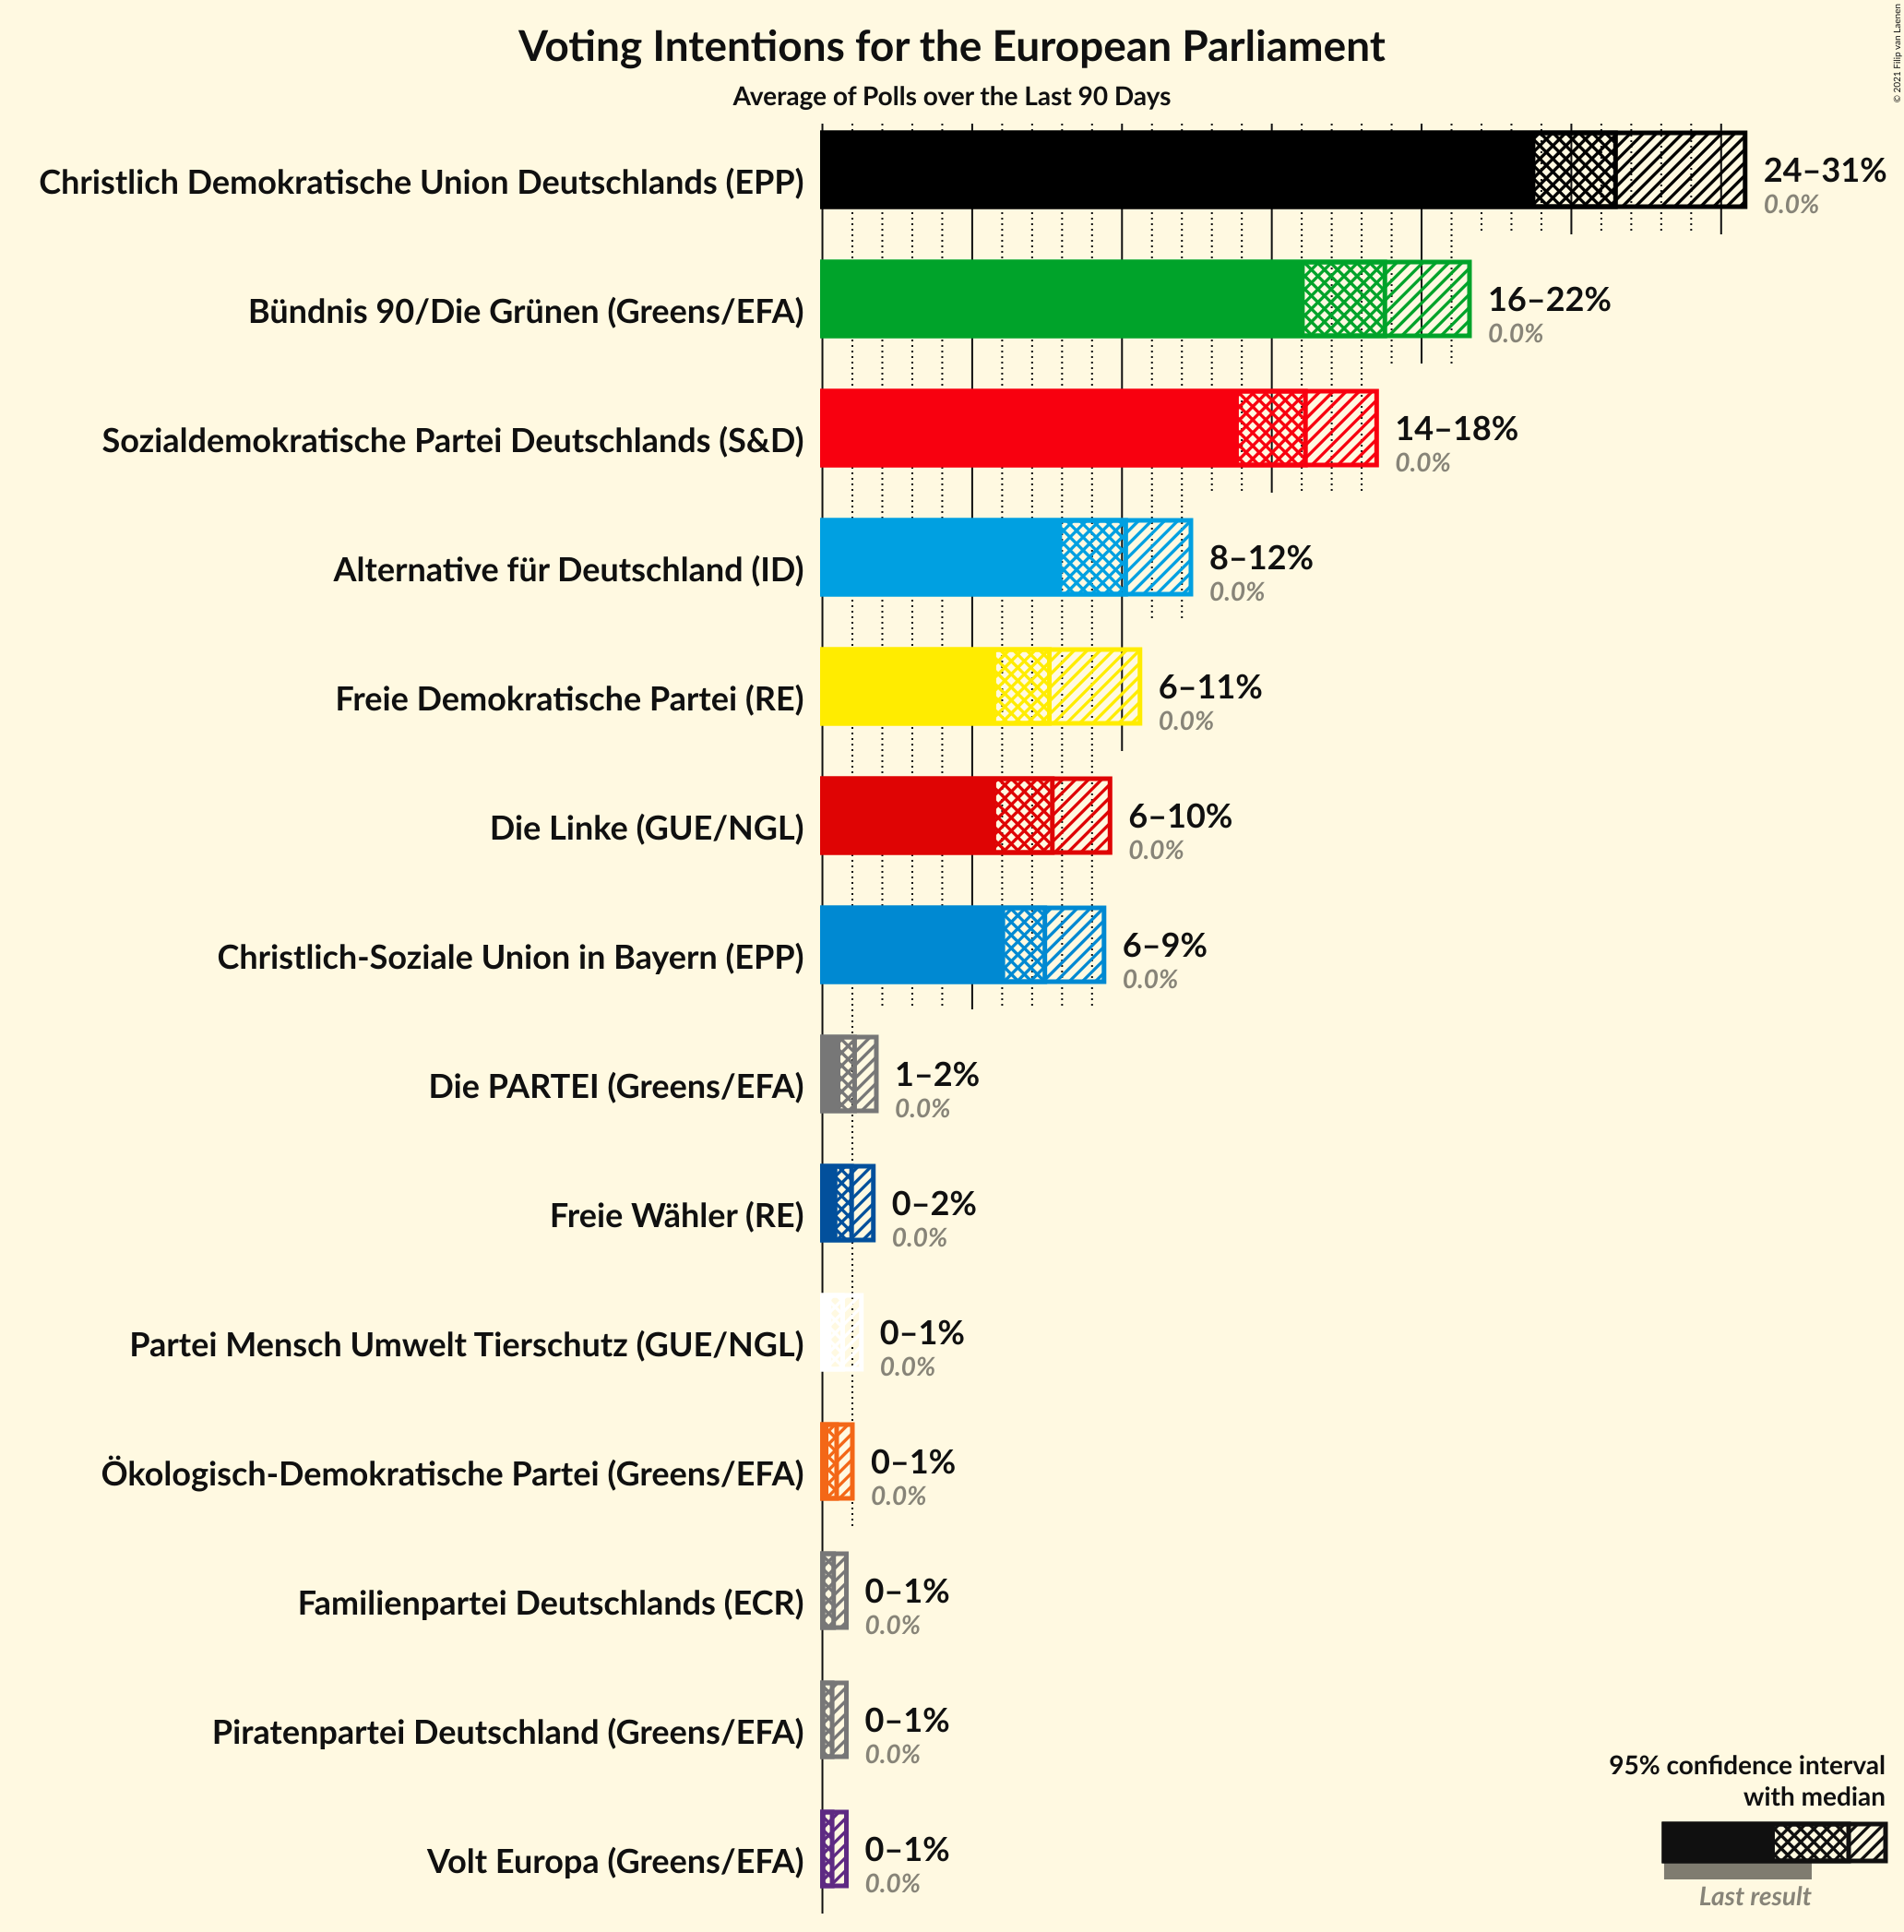 Voting Intentions for the European Parliament
Average of Polls over the Last 90 Days
© 2021 Filip van Laenen
Christlich Demokratische Union Deutschlands (EPP)
24–31%
0.0%
Bündnis 90/Die Grünen (Greens/EFA)
16–22%
0.0%
Sozialdemokratische Partei Deutschlands (S&D)
14–18%
0.0%
Alternative für Deutschland (ID)
8–12%
0.0%
Freie Demokratische Partei (RE)
6–11%
0.0%
Die Linke (GUE/NGL)
6–10%
0.0%
Christlich-Soziale Union in Bayern (EPP)
6–9%
0.0%
Die PARTEI (Greens/EFA)
1–2%
0.0%
Freie Wähler (RE)
0–2%
0.0%
Partei Mensch Umwelt Tierschutz (GUE/NGL)
0–1%
0.0%
Ökologisch-Demokratische Partei (Greens/EFA)
0–1%
0.0%
Familienpartei Deutschlands (ECR)
0–1%
0.0%
Piratenpartei Deutschland (Greens/EFA)
0–1%
0.0%
Volt Europa (Greens/EFA)
0–1%
0.0%
95% confidence interval
with median
Last result